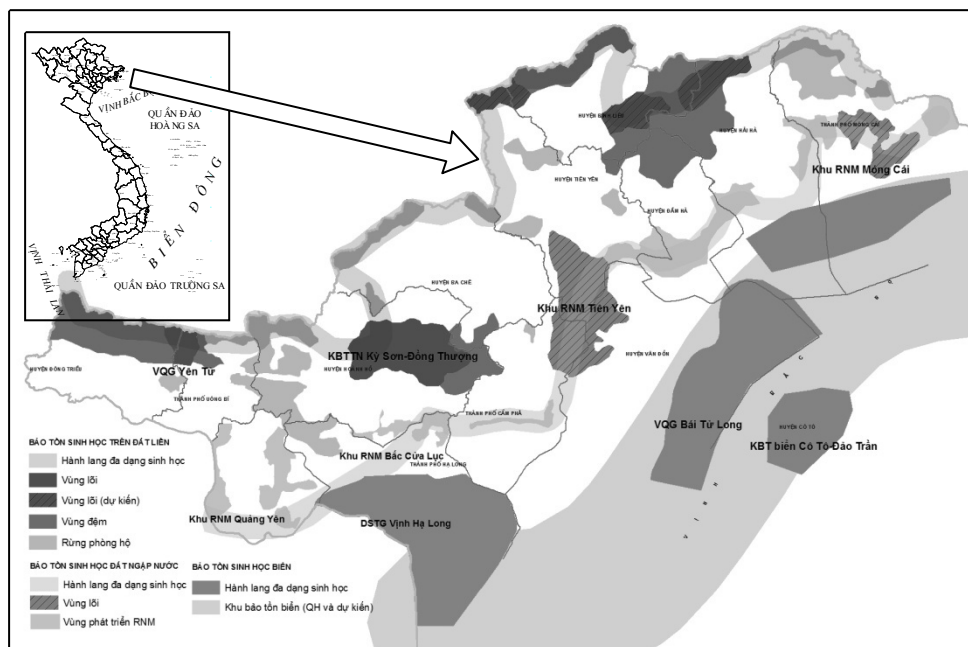 VỊNH BẮC BỘ
QUẦN ĐẢO
HOÀNG SA
BIỂN ĐÔNG
VỊNH THÁI LAN
QUẦN ĐẢO TRƯỜNG SA
HUYỆN BÌNH LIÊU
HUYỆN HẢI HÀ
THÀNH PHỐ MÓNG CÁI
Khu RNM Móng Cái
HUYỆN TIÊN YÊN
HUYỆN ĐẦM HÀ
HUYỆN BA CHẼ
Khu RNM Tiên Yên
KBTTN Kỳ Sơn-Đồng Thượng
HUYỆN HOÀNH BỒ
HUYỆN VÂN ĐỒN
HUYỆN ĐÔNG TRIỀU
VQG Yên Tử
THÀNH PHỐ UÔNG BÍ
THÀNH PHỐ CẨM PHẢ
VQG Bái Tử Long
HUYỆN CÔ TÔ
KBT biển Cô Tô-Đảo Trần
Khu RNM Bắc Cửa Lục
THÀNH PHỐ HẠ LONG
Khu RNM Quảng Yên
DSTG Vịnh Hạ Long
VỊNH BẮC BỘ
BẢO TỒN SINH HỌC TRÊN ĐẤT LIỀN
Hành lang đa dạng sinh học
Vùng lõi
Vùng lõi (dự kiến)
Vùng đệm
Rừng phòng hộ
BẢO TỒN SINH HỌC ĐẤT NGẬP NƯỚC
Hành lang đa dạng sinh học
Vùng lõi
Vùng phát triển RNM
BẢO TỒN SINH HỌC BIỂN
Hành lang đa dạng sinh học
Khu bảo tồn biển (QH và dự kiến)